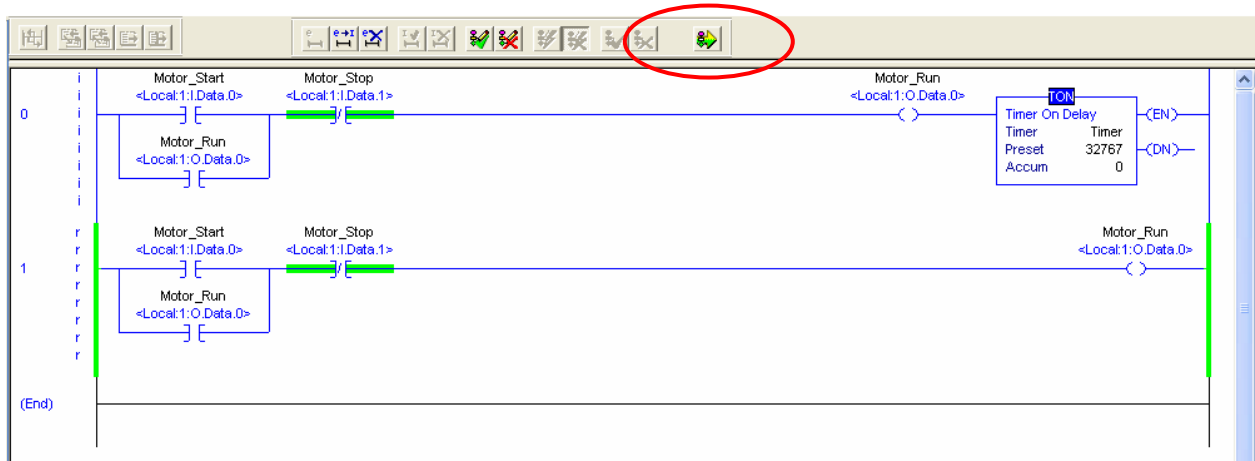 Motor_Start Motor_Stop Motor_Run
<Local:1:I.Data.0> <Local:1:I.Data.1> <Local:1:O.Data.0>
TON
0
i
i
i
i
i
i
i
i
Timer On Delay (EN)
Timer Timer
Preset 32767 (DN)
Accum 0
Motor_Run
<Local:1:O.Data.0>
Motor_Start Motor_Stop Motor_Run
<Local:1:I.Data.0> <Local:1:I.Data.1> <Local:1:O.Data.0>
1
r
r
r
r
r
r
r
r
Motor_Run
<Local:1:O.Data.0>
(End)